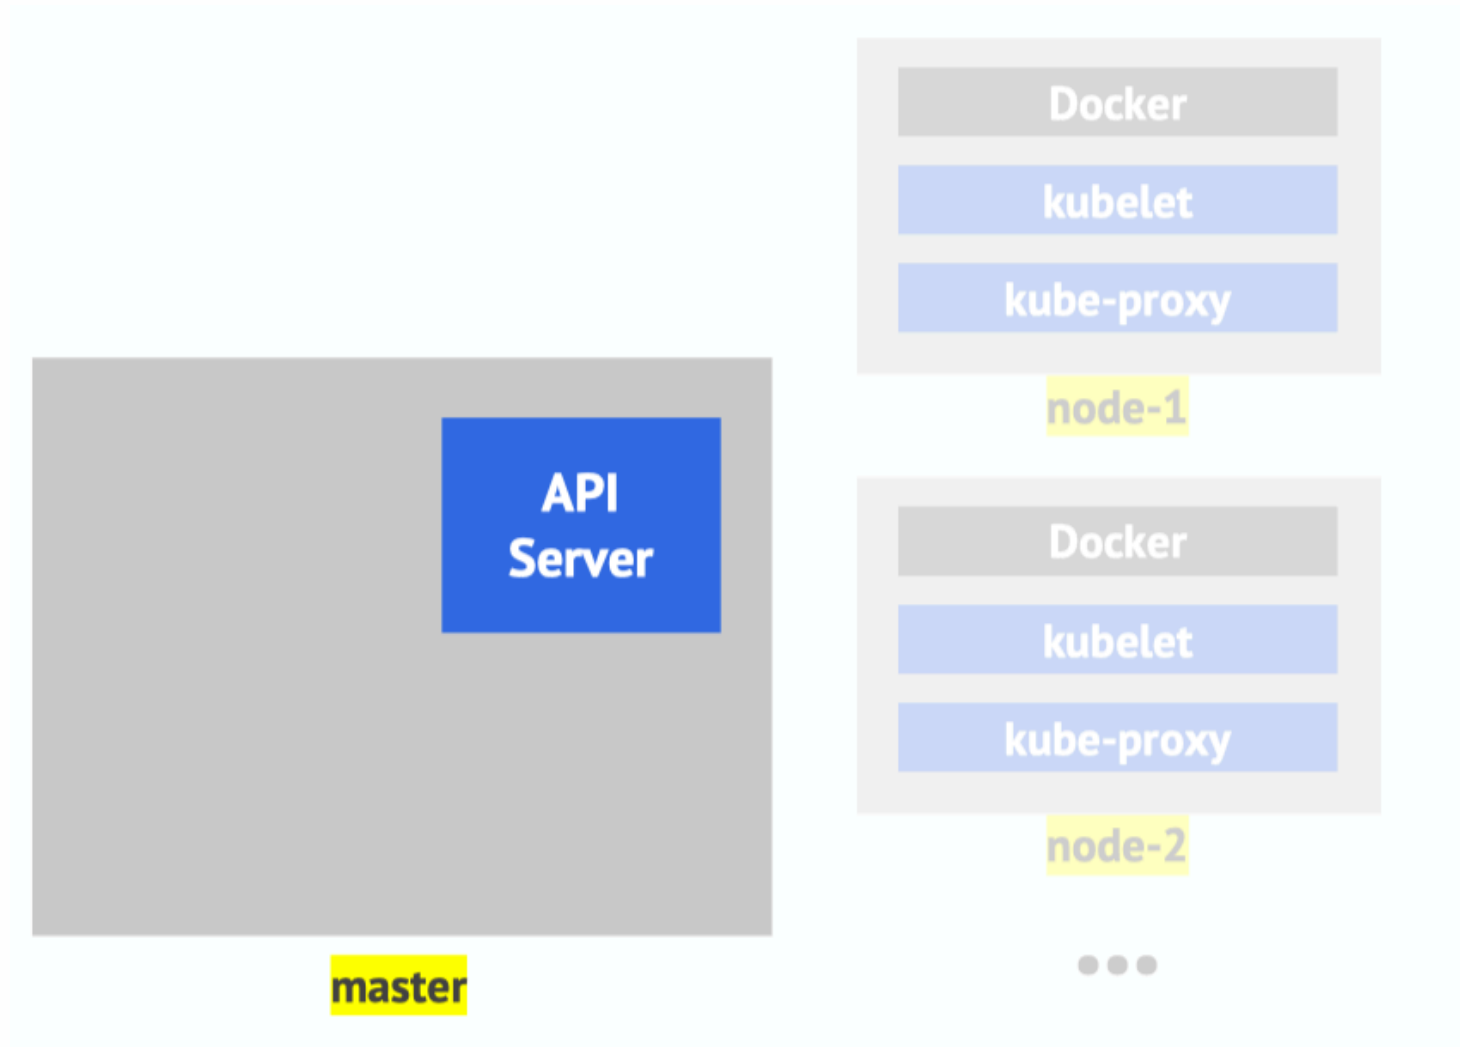 Docker
kubelet
kube-proxy
node-1
API
Server
master
Docker
kubelet
kube-proxy
node-2
...